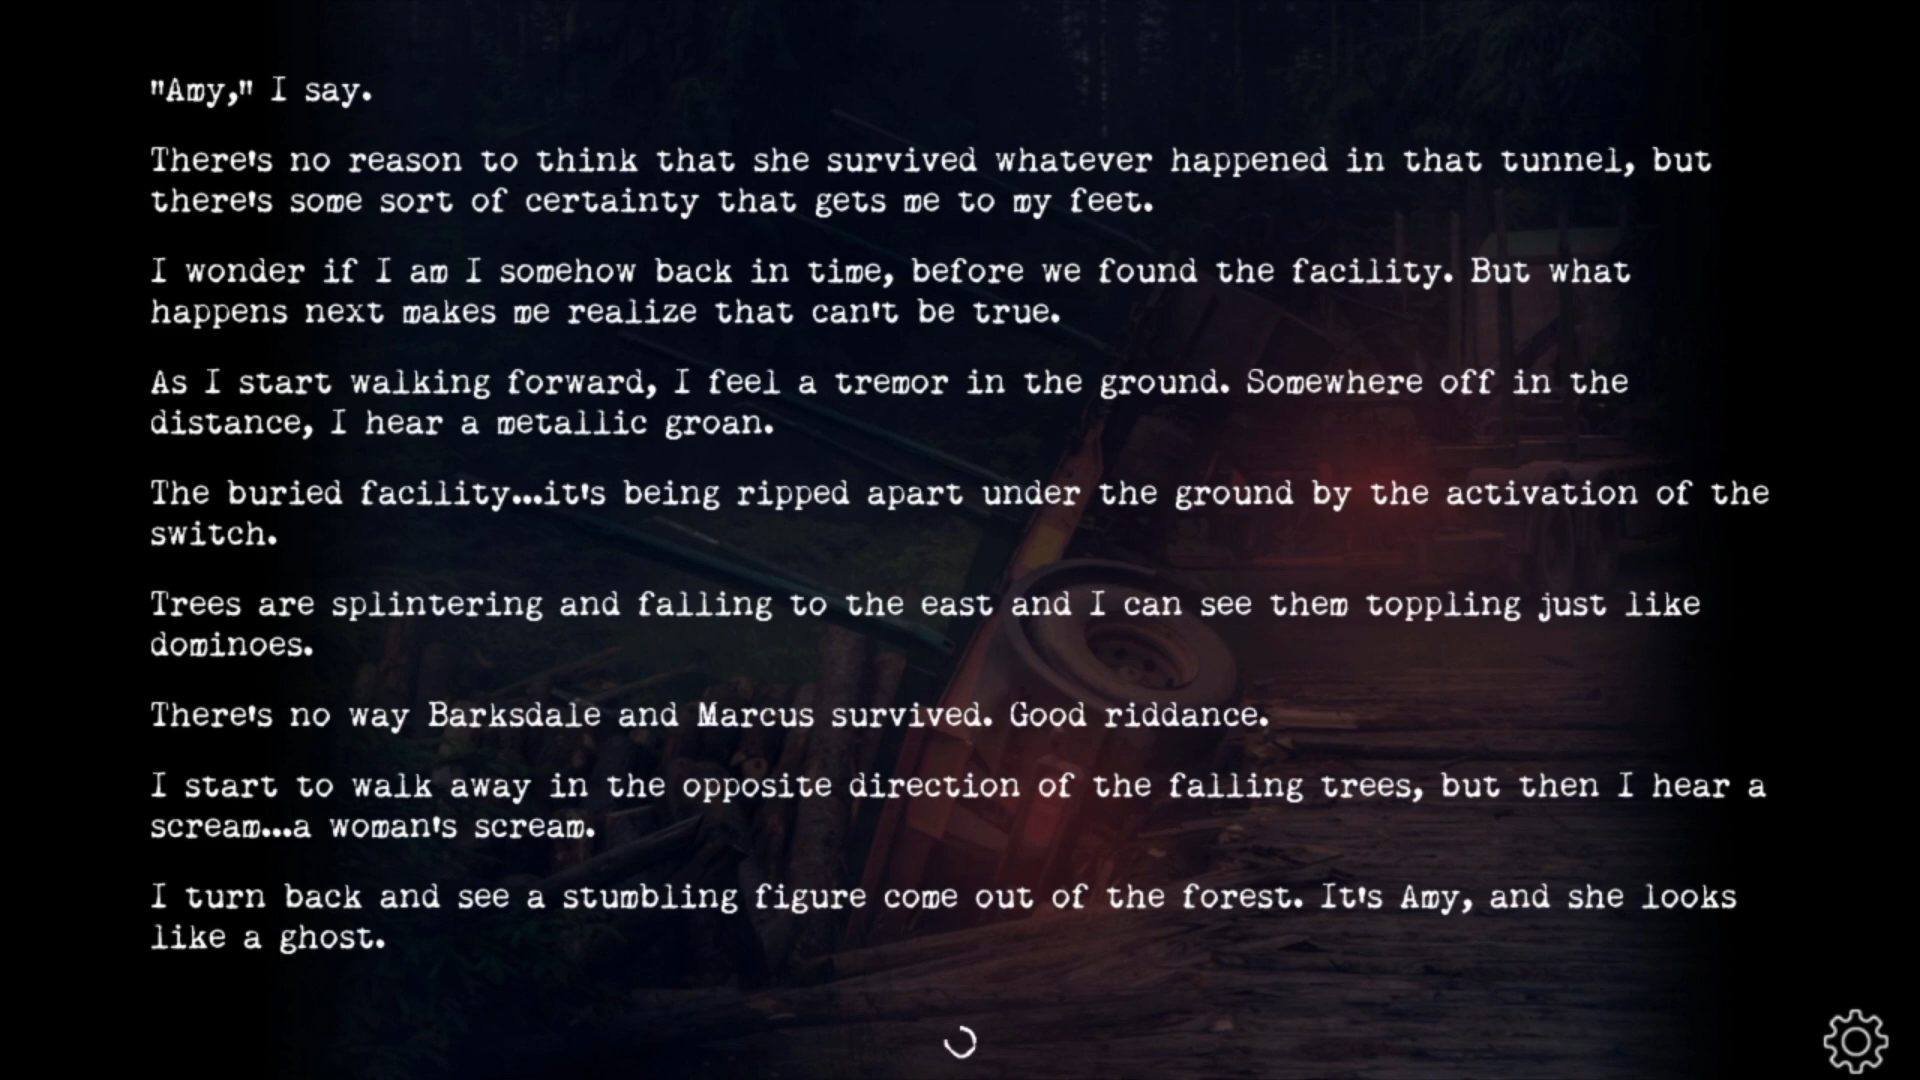 "Amy," I say.
There's no reason to think that she survived whatever happened in that tunnel, but
there's some sort of certainty that gets me to my feet.
I wonder if I am I somehow back in time, before we found the facility. But what
happens next makes me realize that can't be true.
As I start walking forward, I feel a tremor in the ground. Somewhere off in the
distance, I hear a metallic groan.
The buried facility...it's being ripped apart under the ground by the activation of the
switch.
Trees are splintering and falling to the east and I can see them toppling just like
dominoes.
There's no way Barksdale and Marcus survived. Good riddance.
I start to walk away in the opposite direction of the falling trees, but then I hear a
scream...a woman's scream.
I turn back and see a stumbling figure come out of the forest. It's Amy, and she looks
like a ghost.